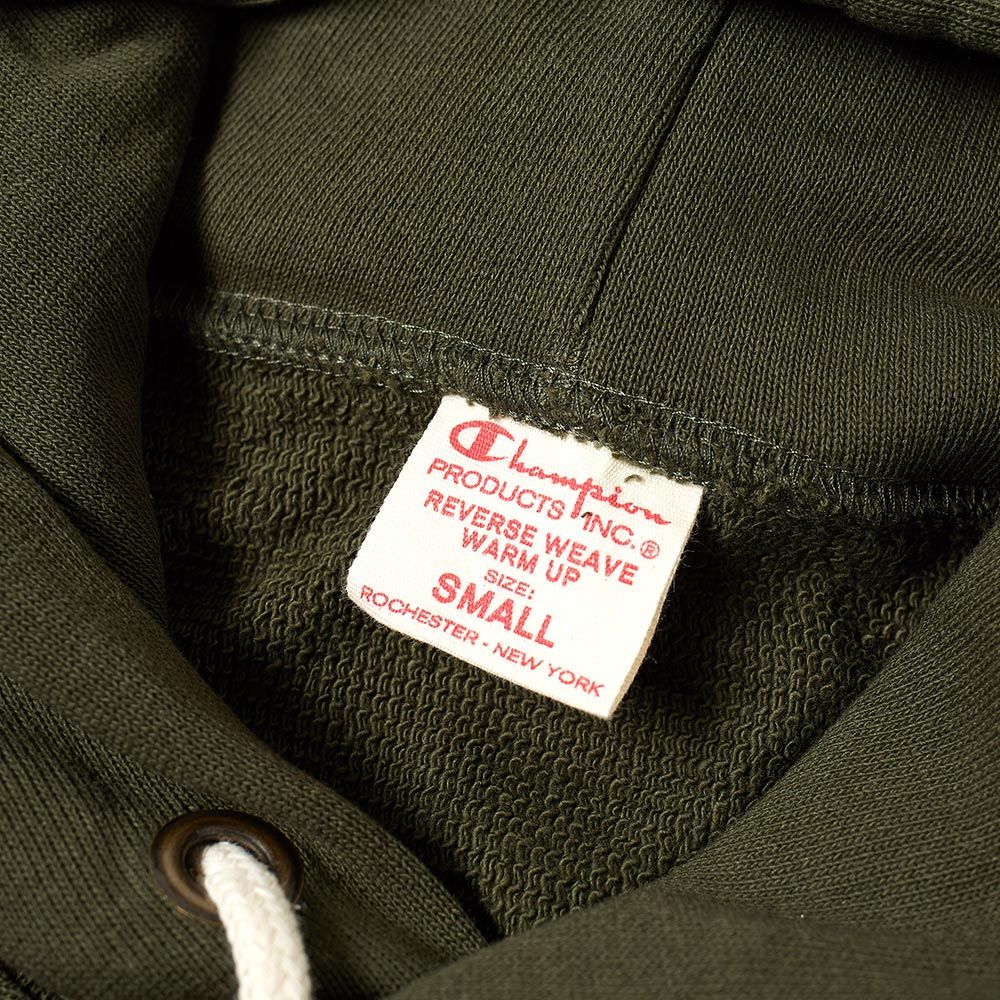 Champion
PRODUCTS INC.®
REVERSE WEAVE
WARM UP
SIZE:
SMALL
ROCHESTER - NEW YORK